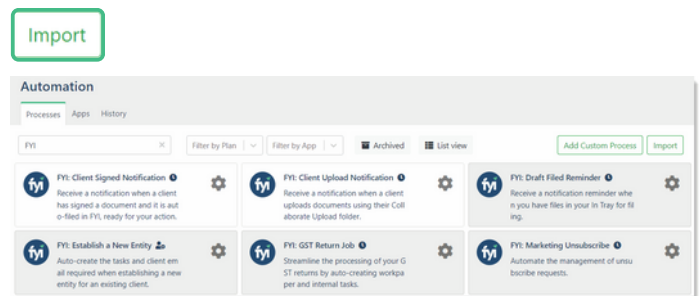 Import
Automation
Processes Apps History
FYI × Filter by Plan Filter by App Archived List view Add Custom Process Import
fyi FYI: Client Signed Notification
Receive a notification when a client
has signed a document and it is aut
o-filed in FYI, ready for your action.
fyi FYI: Client Upload Notification
Receive a notification when a client
uploads documents using their Coll
aborate Upload folder.
fyi FYI: Draft Filed Reminder
Receive a notification reminder whe
n you have files in your In Tray for fil
ing.
fyi FYI: Establish a New Entity
Auto-create the tasks and client em
ail required when establishing a new
entity for an existing client.
fyi FYI: GST Return Job
Streamline the processing of your G
ST returns by auto-creating workpa
per and internal tasks.
fyi FYI: Marketing Unsubscribe
Automate the management of unsu
bscribe requests.